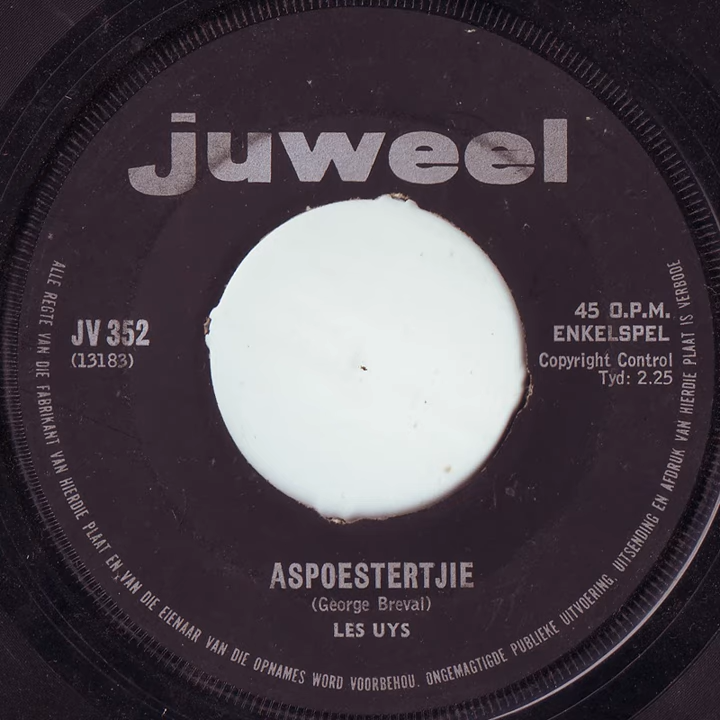 juweel
JV 352
(13183)
45 O.P.M.
ENKELSPEL
Copyright Control
Tyd: 2.25
ASPOESTERTJIE
(George Breval)
LES UYS
ALLE REGTE VAN DIE FABRIKANT VAN HIERDIE PLAAT EN VAN DIE EIENAAR VAN DIE OPNAMES WORD VOORBEHOU. ONGEMAGTIGDE PUBLIEKE UITVOERING, UITSENDING EN AFDRUK VAN HIERDIE PLAAT IS VERBODE